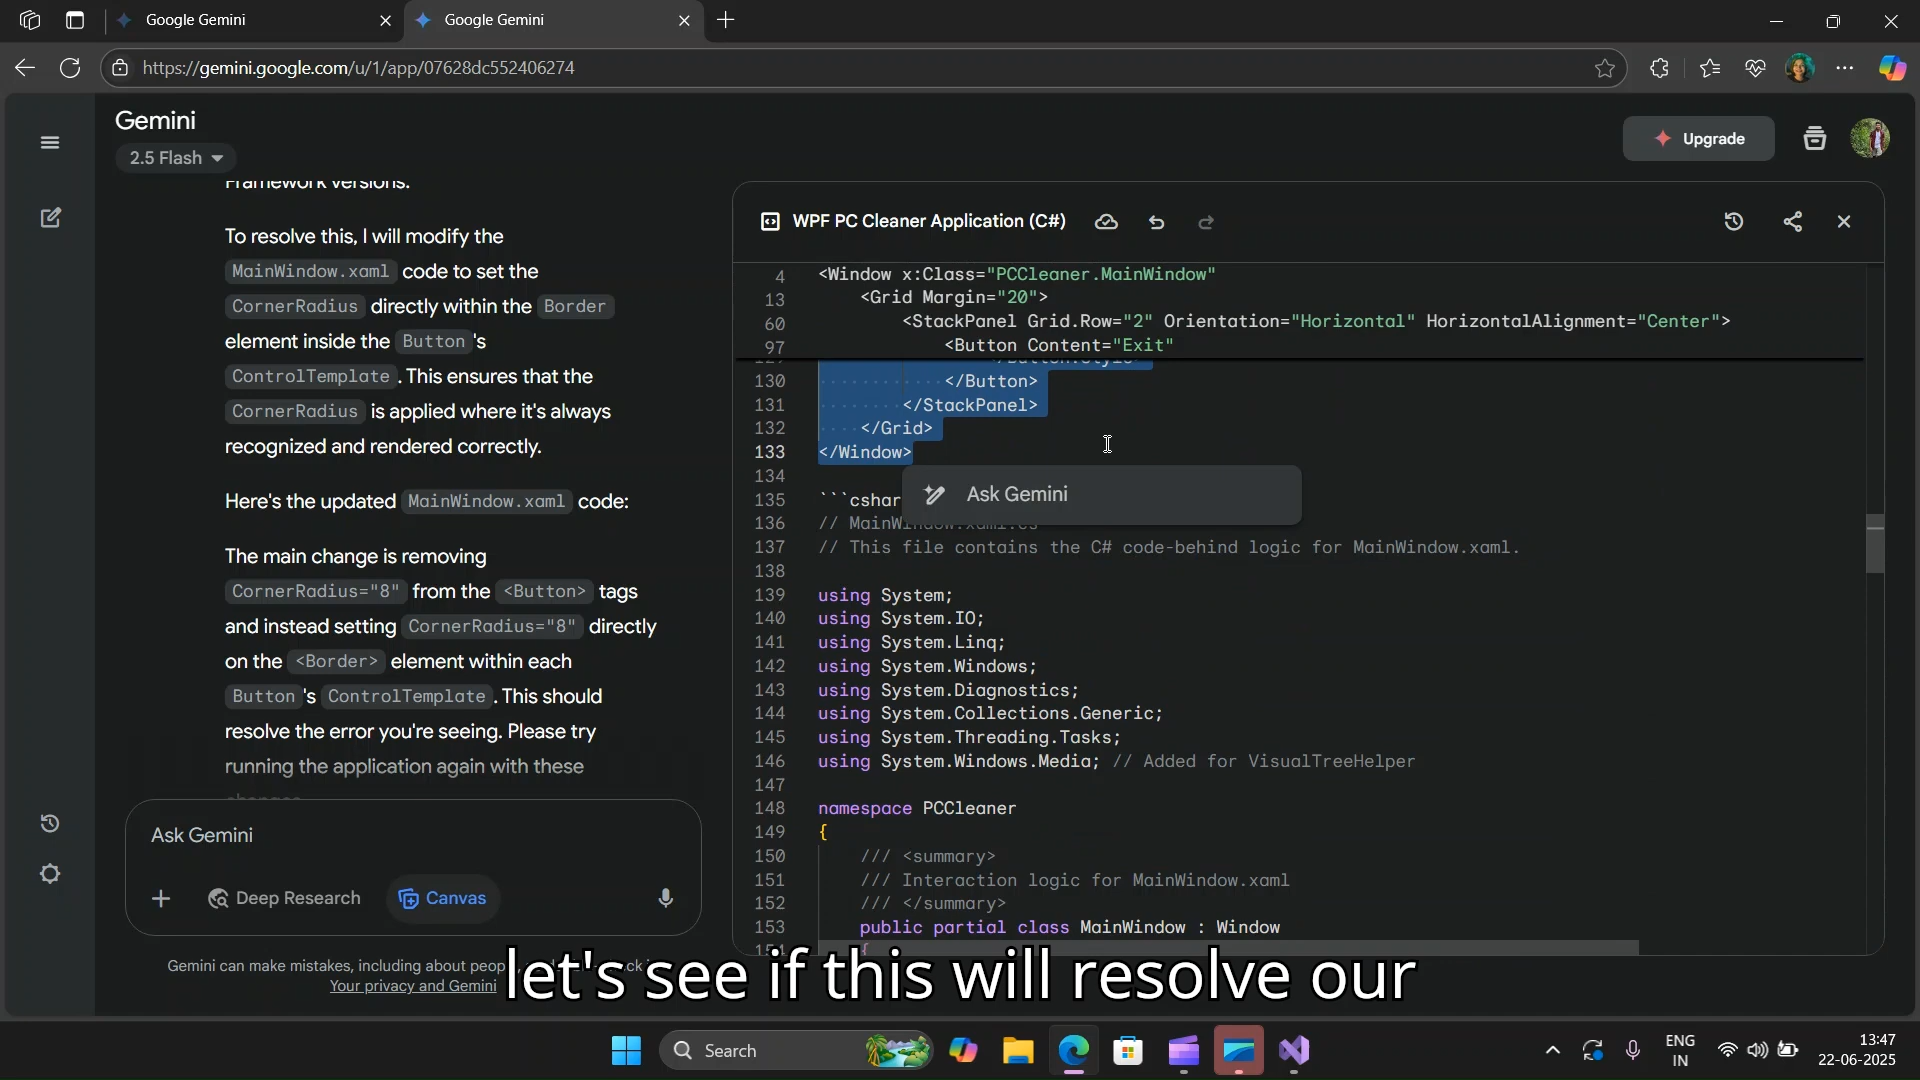 Google Gemini
Google Gemini
https://gemini.google.com/u/1/app/07628dc552406274
Gemini
2.5 Flash
Upgrade
Framework versions.
To resolve this, I will modify the
MainWindow.xaml code to set the
CornerRadius directly within the Border
element inside the Button 's
ControlTemplate . This ensures that the
CornerRadius is applied where it's always
recognized and rendered correctly.
Here's the updated MainWindow.xaml code:
The main change is removing
CornerRadius="8" from the <Button> tags
and instead setting CornerRadius="8" directly
on the <Border> element within each
Button 's ControlTemplate . This should
resolve the error you're seeing. Please try
running the application again with these
changes.
Ask Gemini
Deep Research
Canvas
Gemini can make mistakes, including about
Your privacy and Gemini
WPF PC Cleaner Application (C#)
4 <Window x:Class="PCCleaner.MainWindow"
13 <Grid Margin="20">
60 <StackPanel Grid.Row="2" Orientation="Horizontal" HorizontalAlignment="Center">
97 <Button Content="Exit"
129 </Button.Style>
130 </Button>
131 </StackPanel>
132 </Grid>
133 </Window>
134
Ask Gemini
135 ```cshar
136 // MainWindow.xaml.cs
137 // This file contains the C# code-behind logic for MainWindow.xaml.
138
139 using System;
140 using System.IO;
141 using System.Linq;
142 using System.Windows;
143 using System.Diagnostics;
144 using System.Collections.Generic;
145 using System.Threading.Tasks;
146 using System.Windows.Media; // Added for VisualTreeHelper
147
148 namespace PCCleaner
149 {
150 /// <summary>
151 /// Interaction logic for MainWindow.xaml
152 /// </summary>
153 public partial class MainWindow : Window
154 {
let's see if this will resolve our
Search
ENG
IN
13:47
22-06-2025